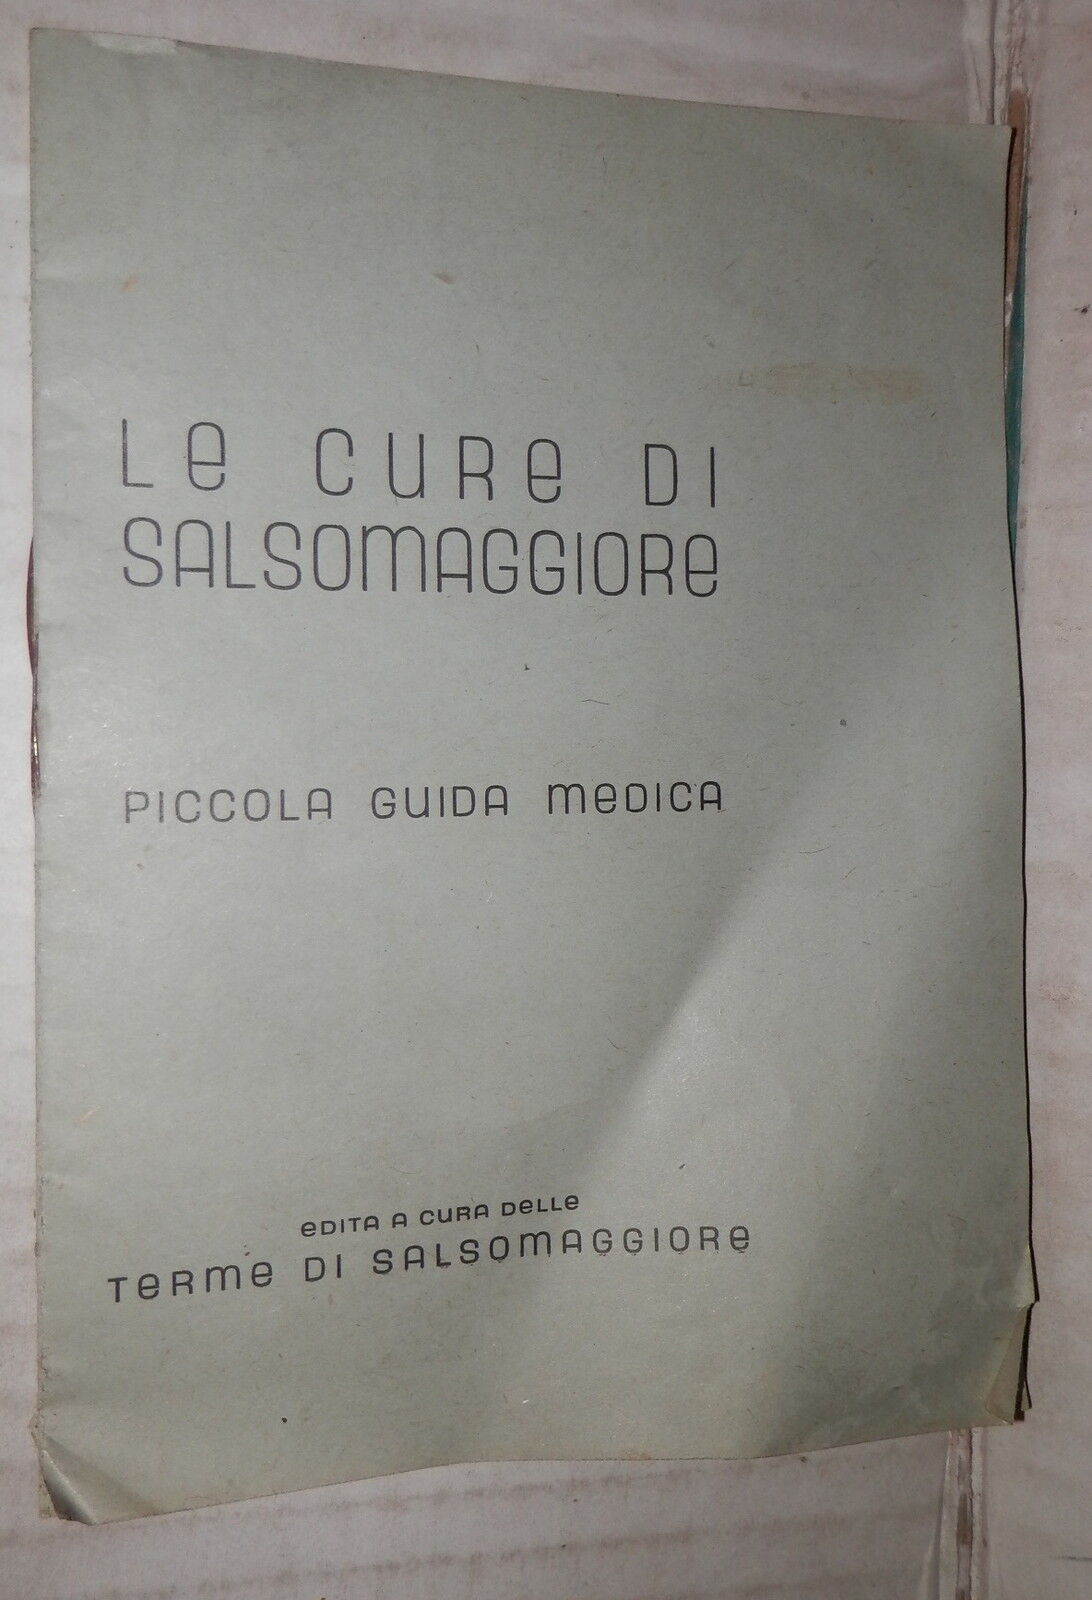 Le CURe DI
SALSOmAGGIORe
PICCOLA GUIDA meDICA
eDITA A CURA DeLLe
TeRme DI SALSOmAGGIORe